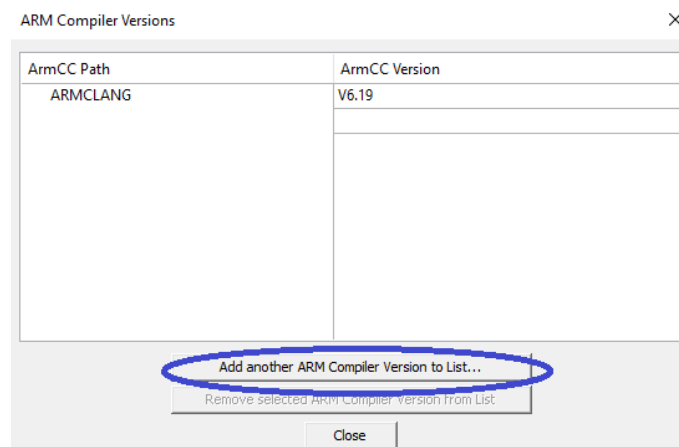 ARM Compiler Versions
ArmCC Path ArmCC Version
ARMCLANG V6.19
Add another ARM Compiler Version to List...
Remove selected ARM Compiler Version from List
Close